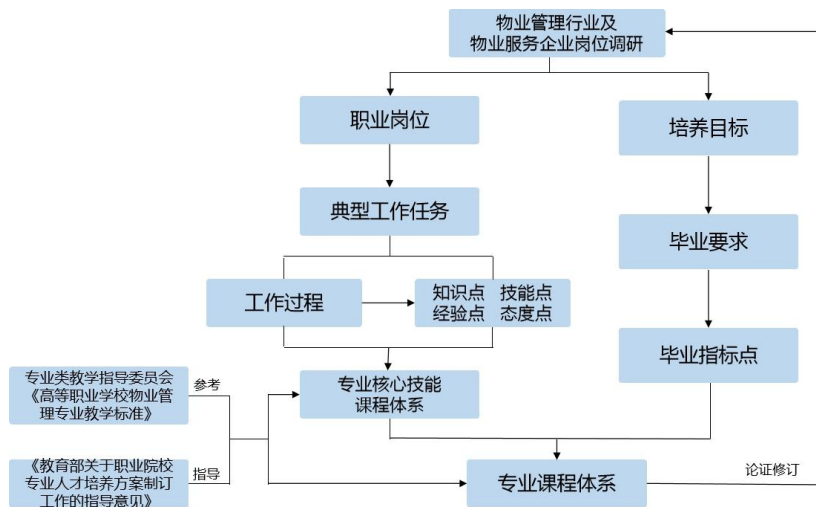 物业管理行业及
物业服务企业岗位调研
职业岗位
培养目标
典型工作任务
毕业要求
工作过程
知识点 技能点
经验点 态度点
毕业指标点
专业类教学指导委员会
《高等职业学校物业管
理专业教学标准》
参考
专业核心技能
课程体系
《教育部关于职业院校
专业人才培养方案制订
工作的指导意见》
指导
专业课程体系
论证修订